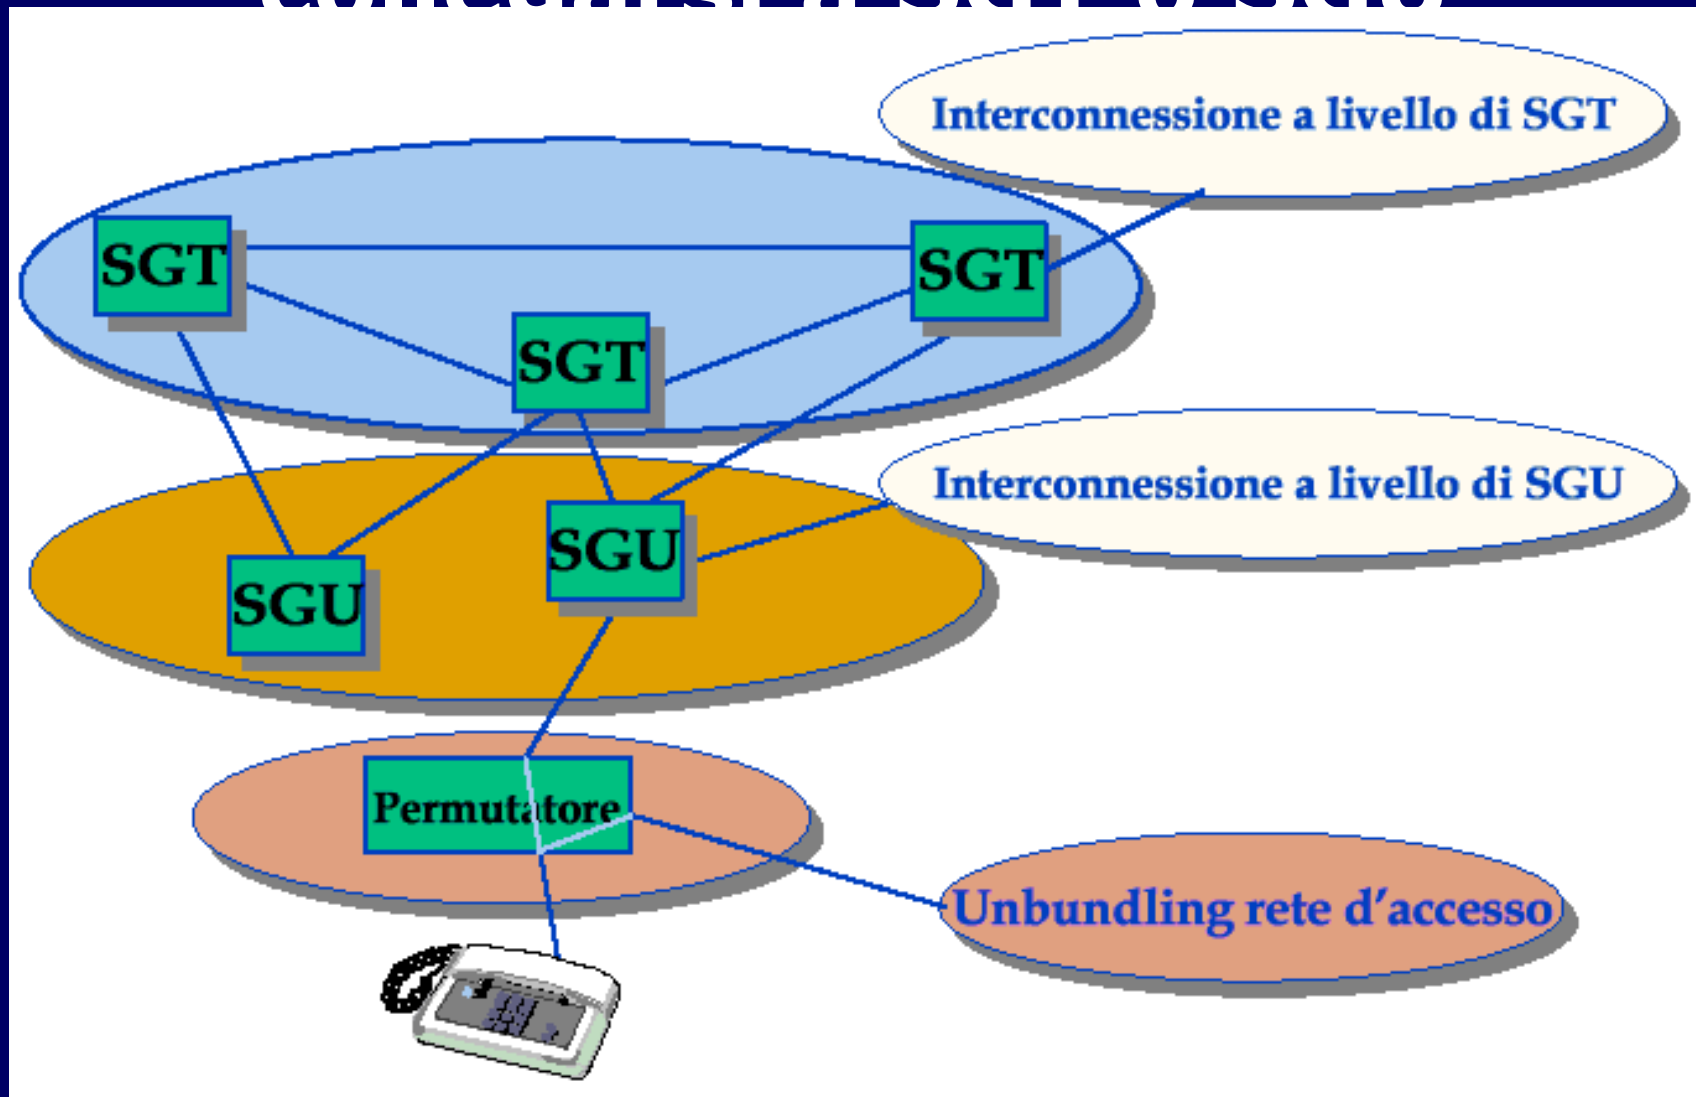 Interconnessione a livello di SGT
SGT
SGT
SGT
Interconnessione a livello di SGU
SGU
SGU
Permutatore
Unbundling rete d’accesso